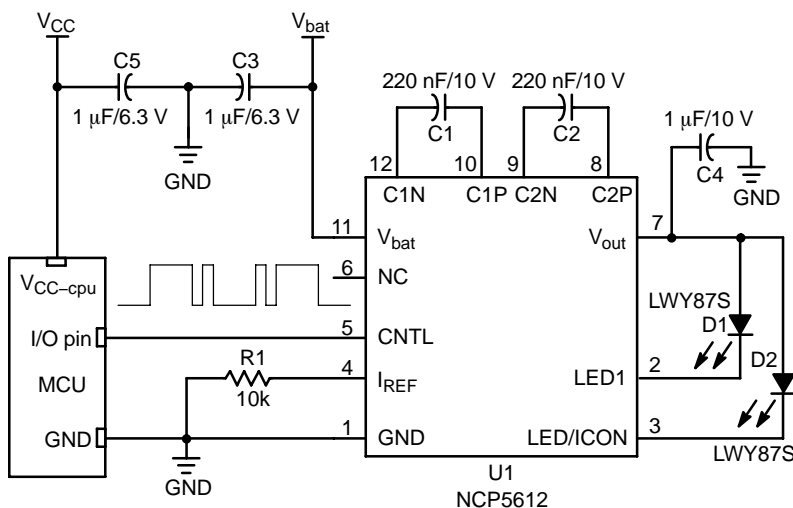 VCC
Vbat
C5
C3
1 μF/6.3 V
1 μF/6.3 V
GND
220 nF/10 V
220 nF/10 V
C1
C2
1 μF/10 V
C4
GND
12
10
9
8
C1N
C1P
C2N
C2P
11
Vbat
Vout
7
6
NC
VCC−cpu
I/O pin
5
CNTL
LWY87S
D1
MCU
R1
10k
4
IREF
LED1
2
D2
GND
1
GND
LED/ICON
3
GND
LWY87S
U1
NCP5612